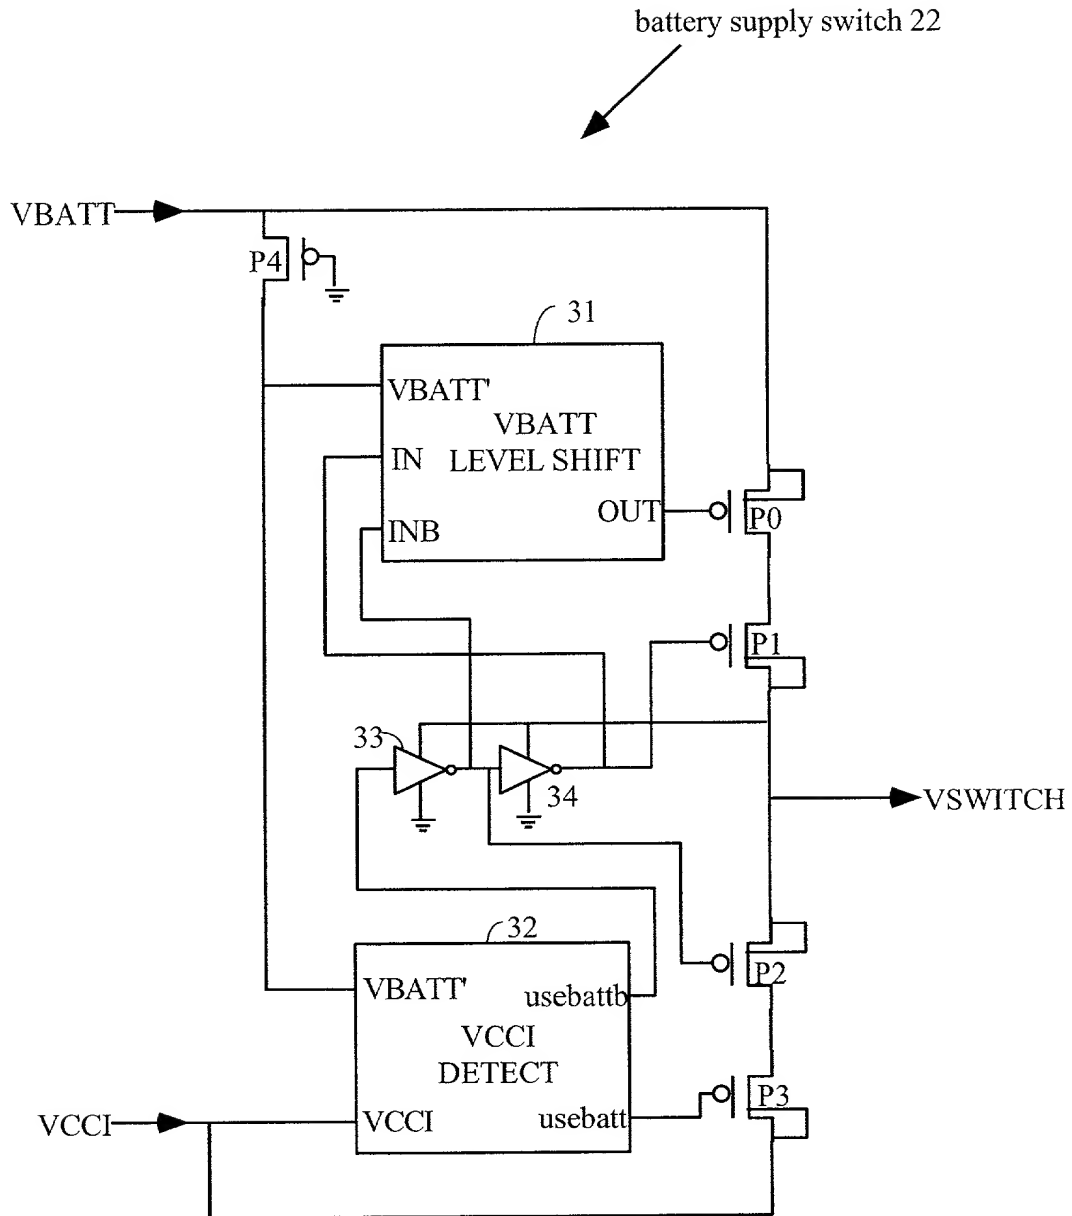 battery supply switch 22
VBATT
P4
31
VBATT'
VBATT
LEVEL SHIFT
IN
OUT
INB
P0
P1
33
34
VSWITCH
32
VBATT'
usebattb
VCCI
DETECT
P2
VCCI
usebatt
P3
VCCI